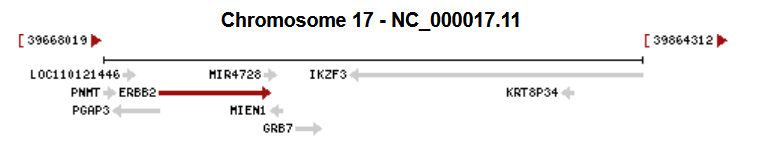 Chromosome 17 - NC_000017.11
[ 39668019 [ 39864312
LOC110121446 MIR4728 IKZF3
PNMT ERBB2 KRT8P34
PGAP3 MIEN1
GRB7